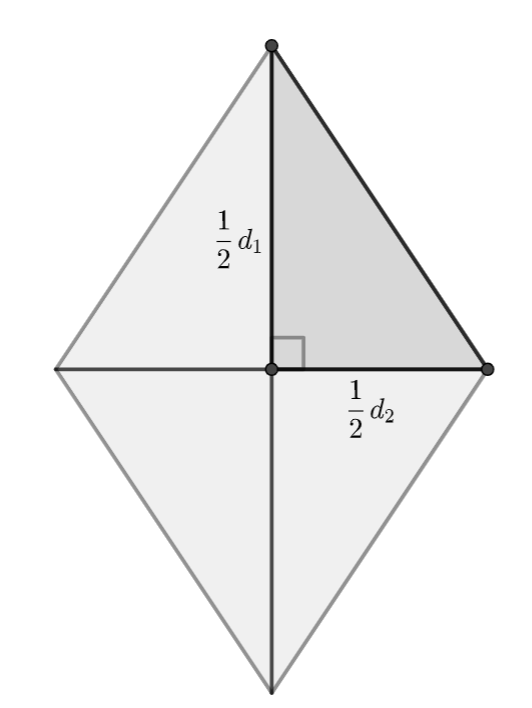 1/2 d₁
1/2 d₂